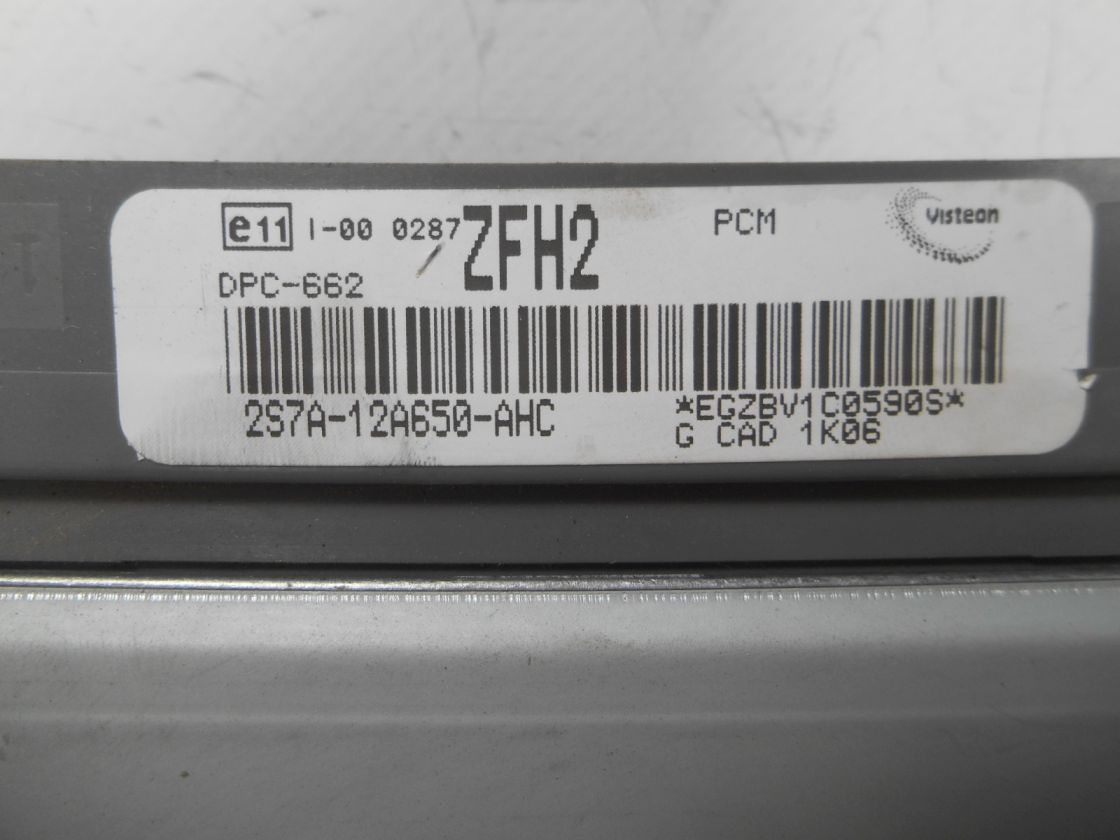 e11 I-00 0287 ZFH2 PCM Visteon
DPC-662
2S7A-12A650-AHC *EGZBV1C0590S*
G CAD 1K06